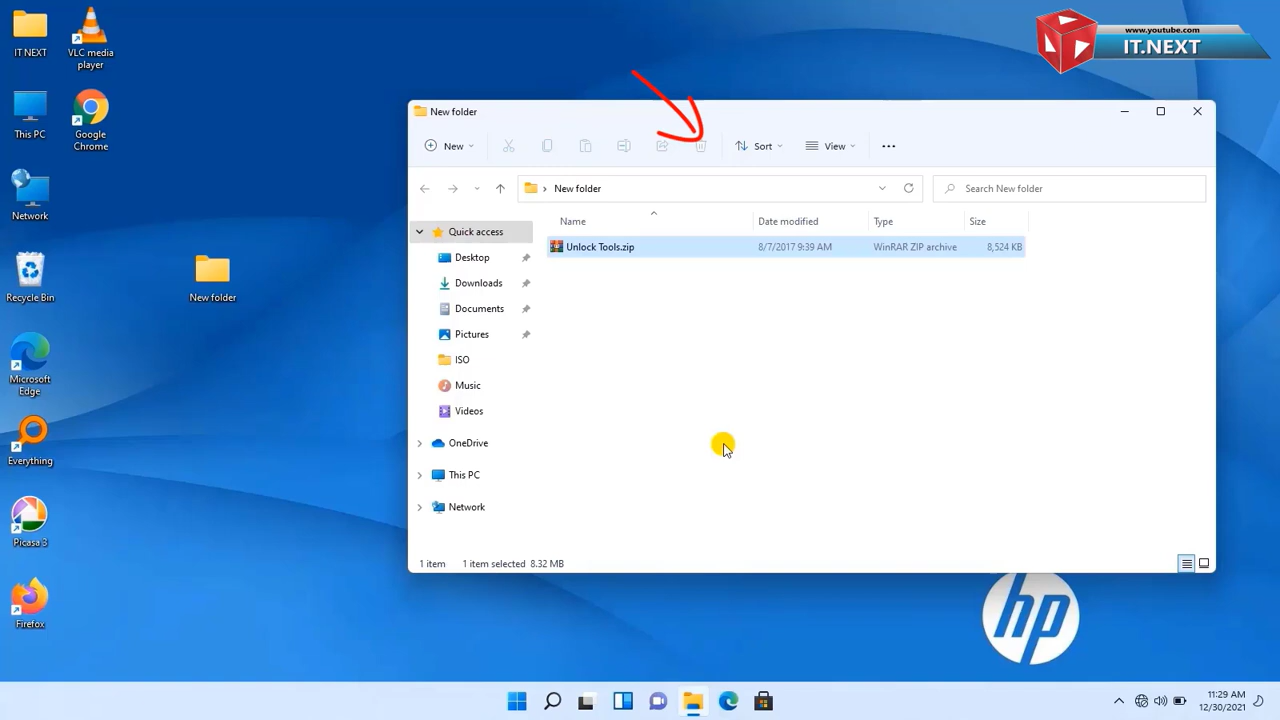 IT NEXT
VLC media
player
www.youtube.com
IT.NEXT
This PC
Google
Chrome
Network
Recycle Bin
New folder
Microsoft
Edge
Everything
Picasa 3
Firefox
New folder
New
Sort
View
New folder
Search New folder
Name
Date modified
Type
Size
Quick access
Unlock Tools.zip
8/7/2017 9:39 AM
WinRAR ZIP archive
8,524 KB
Desktop
Downloads
Documents
Pictures
ISO
Music
Videos
OneDrive
This PC
Network
1 item
1 item selected 8.32 MB
hp
11:29 AM
12/30/2021